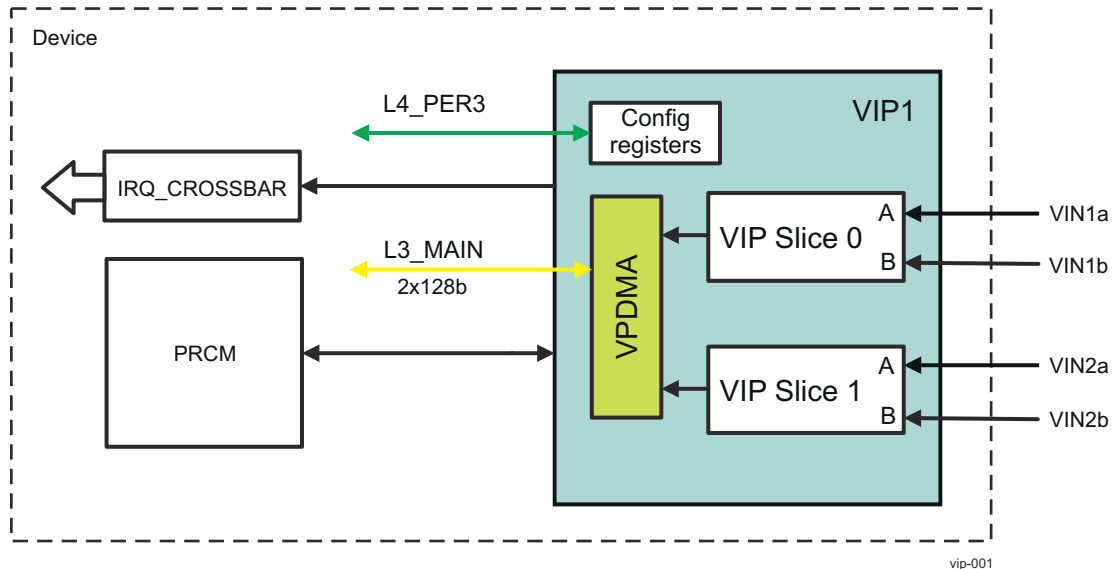 Device
L4_PER3
Config
registers
VIP1
IRQ_CROSSBAR
L3_MAIN
2x128b
VPDMA
VIP Slice 0
A
B
VIN1a
VIN1b
PRCM
VIP Slice 1
A
B
VIN2a
VIN2b
vip-001